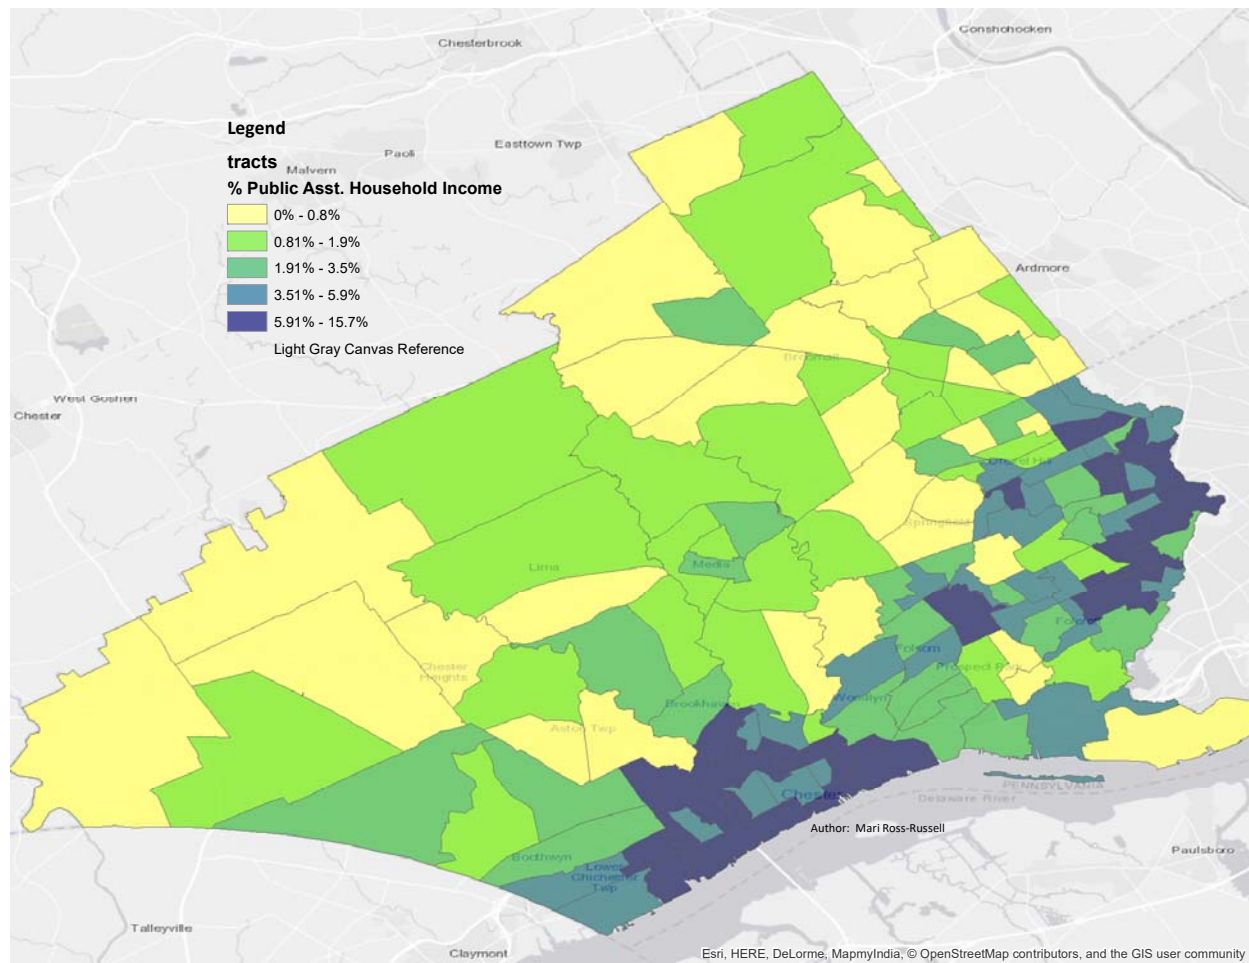 Conshohocken
Chesterbrook
Legend
Easttown Twp
Paoli
tracts
Malvern
% Public Asst. Household Income
0% - 0.8%
0.81% - 1.9%
Ardmore
1.91% - 3.5%
3.51% - 5.9%
5.91% - 15.7%
Light Gray Canvas Reference
Broomall
West Goshen
Chester
Drexel Hill
Springfield
Lima
Media
Folcroft
Folsom
Chester
Heights
Prospect Park
Woodlyn
Brookhaven
Aston Twp
PENNSYLVANIA
Chester
Delaware River
Author: Mari Ross-Russell
Paulsboro
Boothwyn
Lower
Chichester
Twp
Talleyville
Claymont
Esri, HERE, DeLorme, MapmyIndia, © OpenStreetMap contributors, and the GIS user community